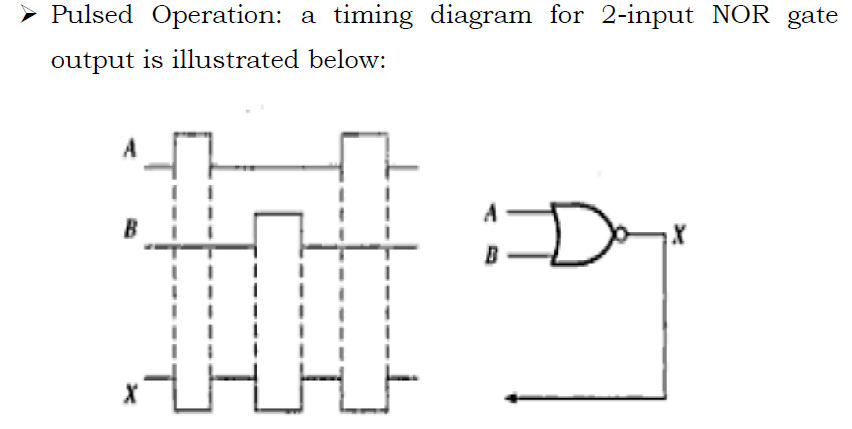 ➢ Pulsed Operation: a timing diagram for 2-input NOR gate
output is illustrated below:
A
B
X
A
B
X